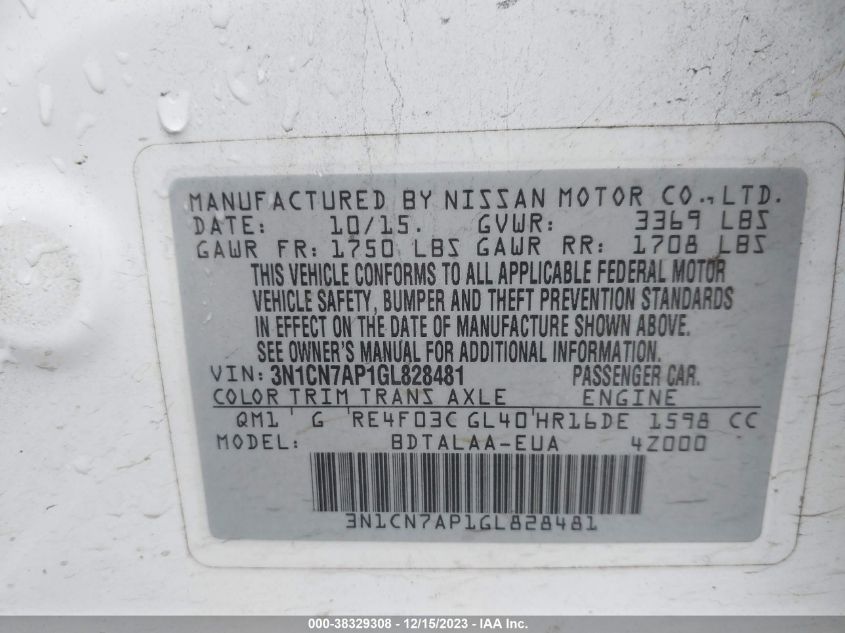 MANUFACTURED BY NISSAN MOTOR CO., LTD.
DATE: 10/15. GVWR: 3369 LBS
GAWR FR: 1750 LBS GAWR RR: 1708 LBS
THIS VEHICLE CONFORMS TO ALL APPLICABLE FEDERAL MOTOR
VEHICLE SAFETY, BUMPER AND THEFT PREVENTION STANDARDS
IN EFFECT ON THE DATE OF MANUFACTURE SHOWN ABOVE.
SEE OWNER'S MANUAL FOR ADDITIONAL INFORMATION.
VIN: 3N1CN7AP1GL828481 PASSENGER CAR.
COLOR TRIM TRANS AXLE ENGINE
QM1 G RE4F03C GL40 HR16DE 1598 CC
MODEL: BDTALAA-EUA 4Z000
3N1CN7AP1GL828481
000-38329308 - 12/15/2023 - IAA Inc.